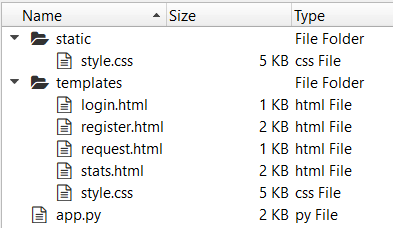 Name Size Type
static File Folder
style.css 5 KB css File
templates File Folder
login.html 1 KB html File
register.html 2 KB html File
request.html 1 KB html File
stats.html 2 KB html File
style.css 5 KB css File
app.py 2 KB py File